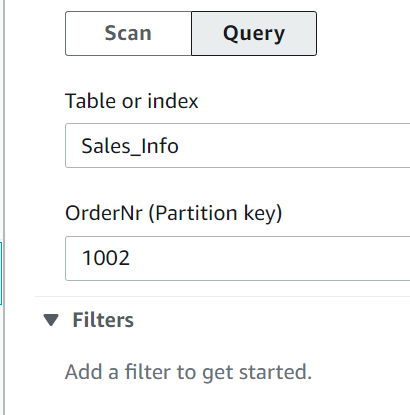 Scan Query
Table or index
Sales_Info
OrderNr (Partition key)
1002
Filters
Add a filter to get started.